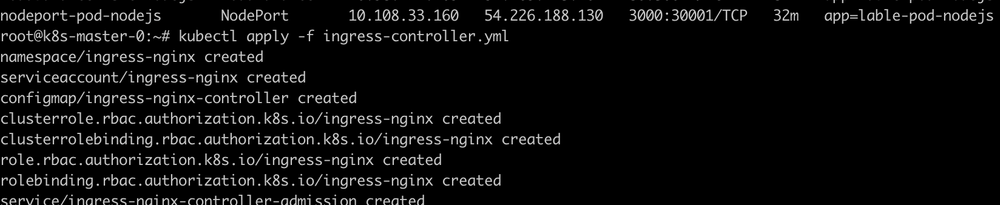 nodeport-pod-nodejs NodePort 10.108.33.160 54.226.188.130 3000:30001/TCP 32m app=lable-pod-nodejs
root@k8s-master-0:~# kubectl apply -f ingress-controller.yml
namespace/ingress-nginx created
serviceaccount/ingress-nginx created
configmap/ingress-nginx-controller created
clusterrole.rbac.authorization.k8s.io/ingress-nginx created
clusterrolebinding.rbac.authorization.k8s.io/ingress-nginx created
role.rbac.authorization.k8s.io/ingress-nginx created
rolebinding.rbac.authorization.k8s.io/ingress-nginx created
service/ingress-nginx-controller-admission created